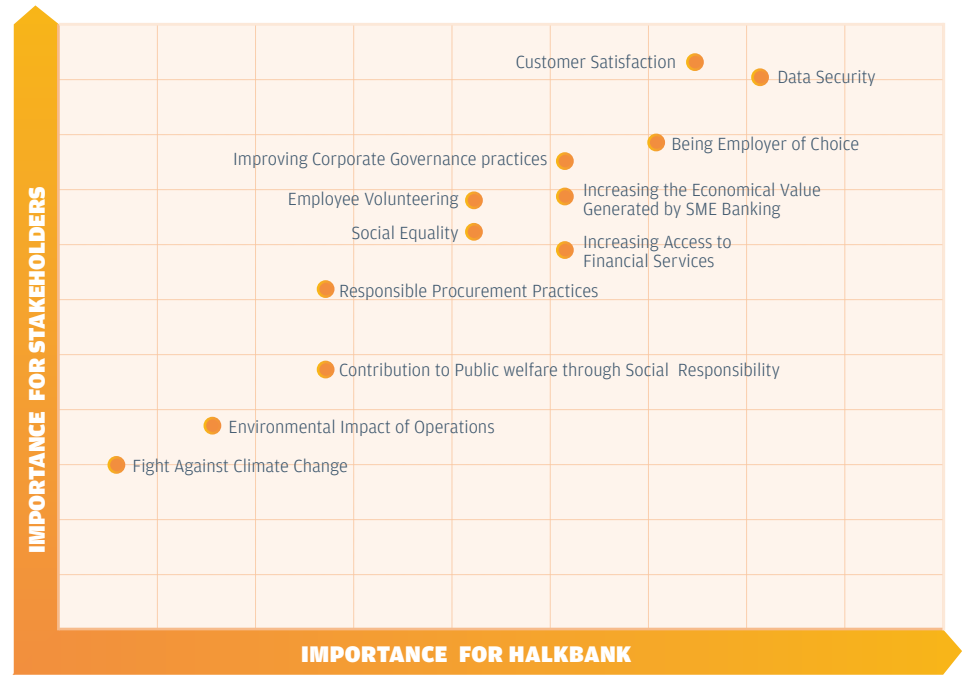 Customer Satisfaction
Data Security
Being Employer of Choice
Improving Corporate Governance practices
Increasing the Economical Value
Generated by SME Banking
Employee Volunteering
Social Equality
Increasing Access to
Financial Services
Responsible Procurement Practices
Contribution to Public welfare through Social  Responsibility
Environmental Impact of Operations
Fight Against Climate Change
IMPORTANCE  FOR STAKEHOLDERS
IMPORTANCE  FOR HALKBANK